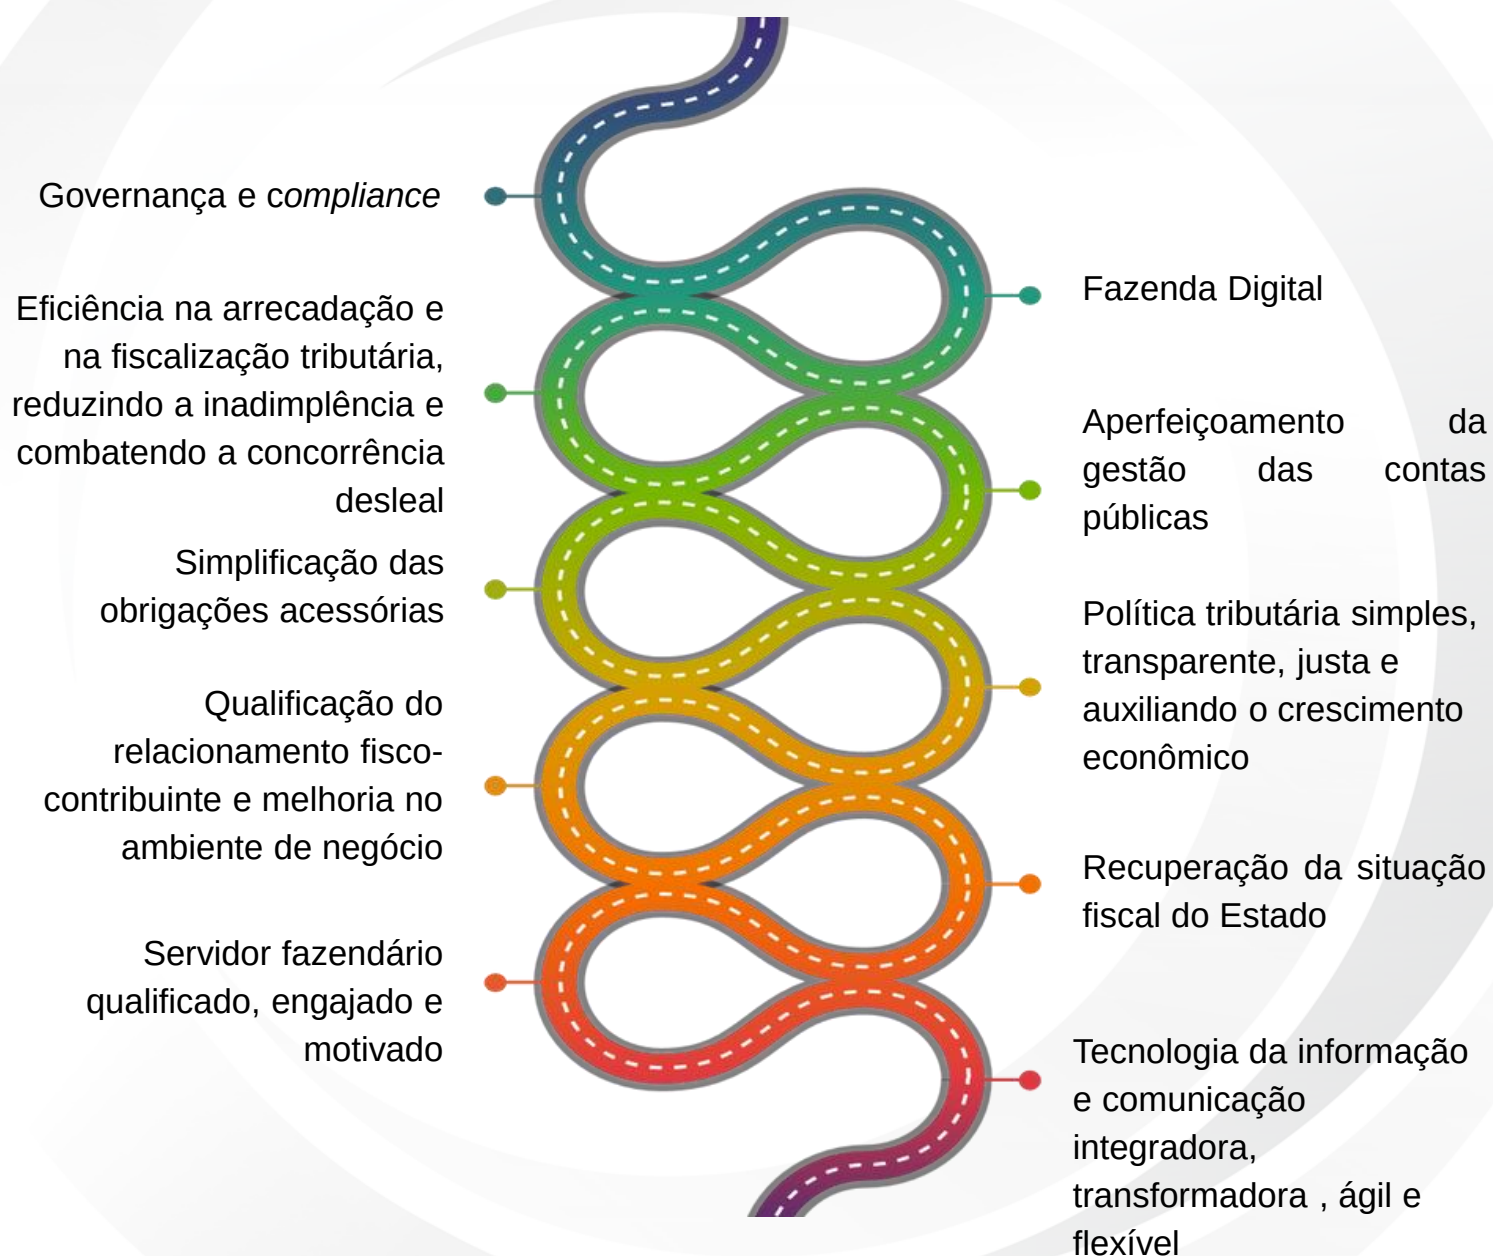 Governança e compliance
Fazenda Digital
Eficiência na arrecadação e
na fiscalização tributária,
reduzindo a inadimplência e
combatendo a concorrência
desleal
Aperfeiçoamento da
gestão das contas
públicas
Simplificação das
obrigações acessórias
Política tributária simples,
transparente, justa e
auxiliando o crescimento
econômico
Qualificação do
relacionamento fisco-
contribuinte e melhoria no
ambiente de negócio
Recuperação da situação
fiscal do Estado
Servidor fazendário
qualificado, engajado e
motivado
Tecnologia da informação
e comunicação
integradora,
transformadora , ágil e
flexível